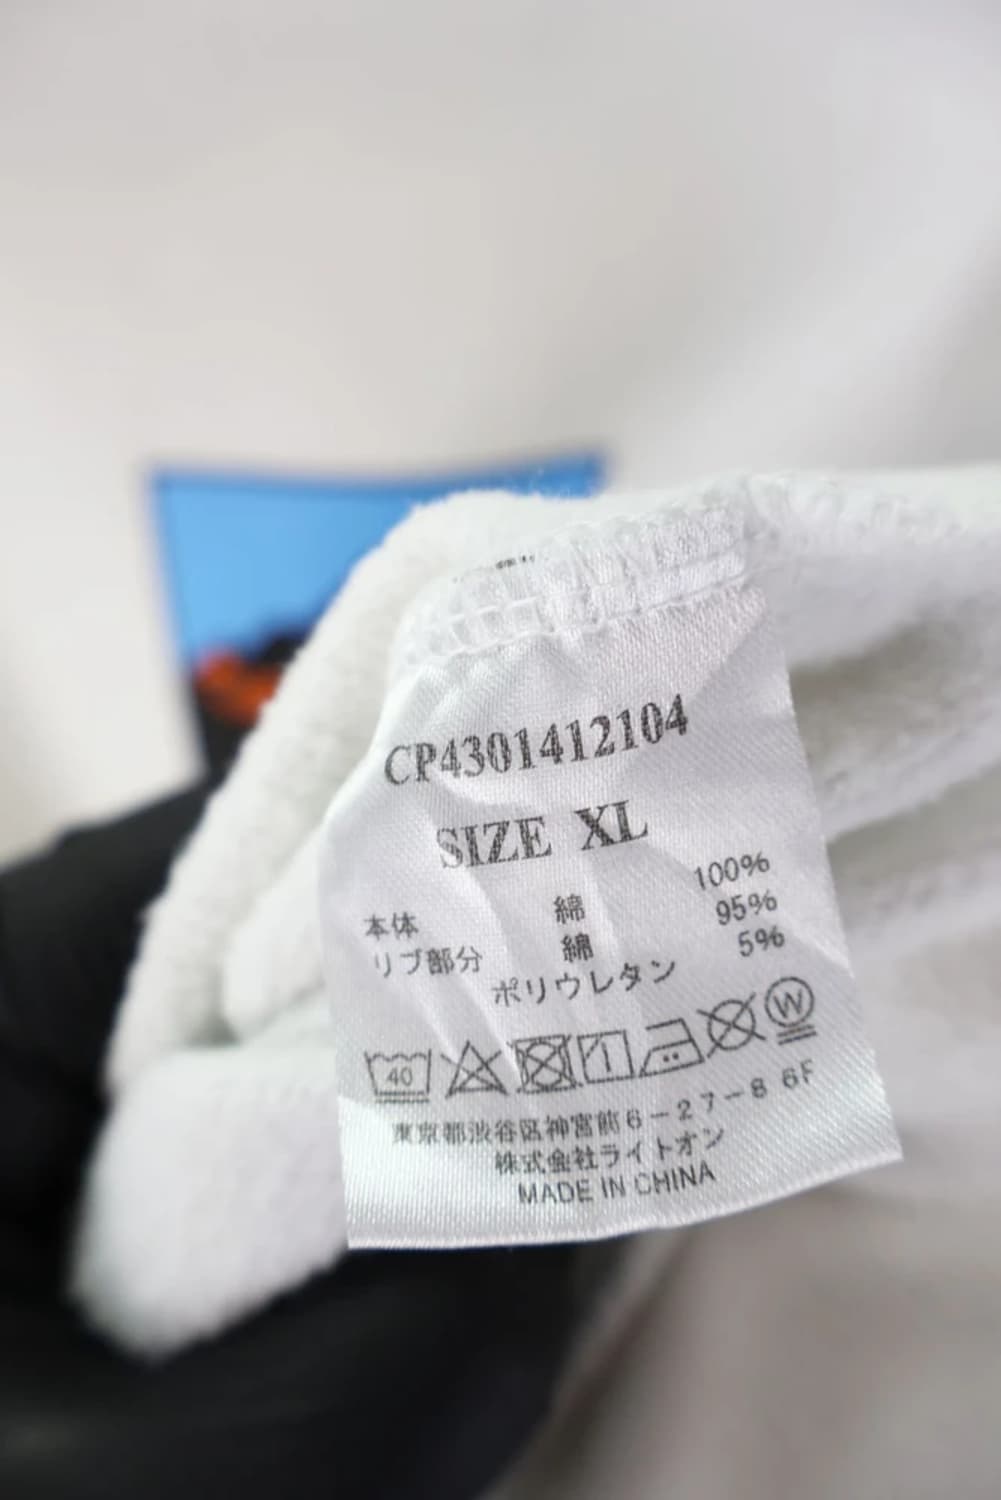 CP4301412104
SIZE XL
本体 綿 100%
リブ部分 綿 95%
ポリウレタン 5%
40
W
東京都渋谷区神宮前6-27-8 6F
株式会社ライトオン
MADE IN CHINA